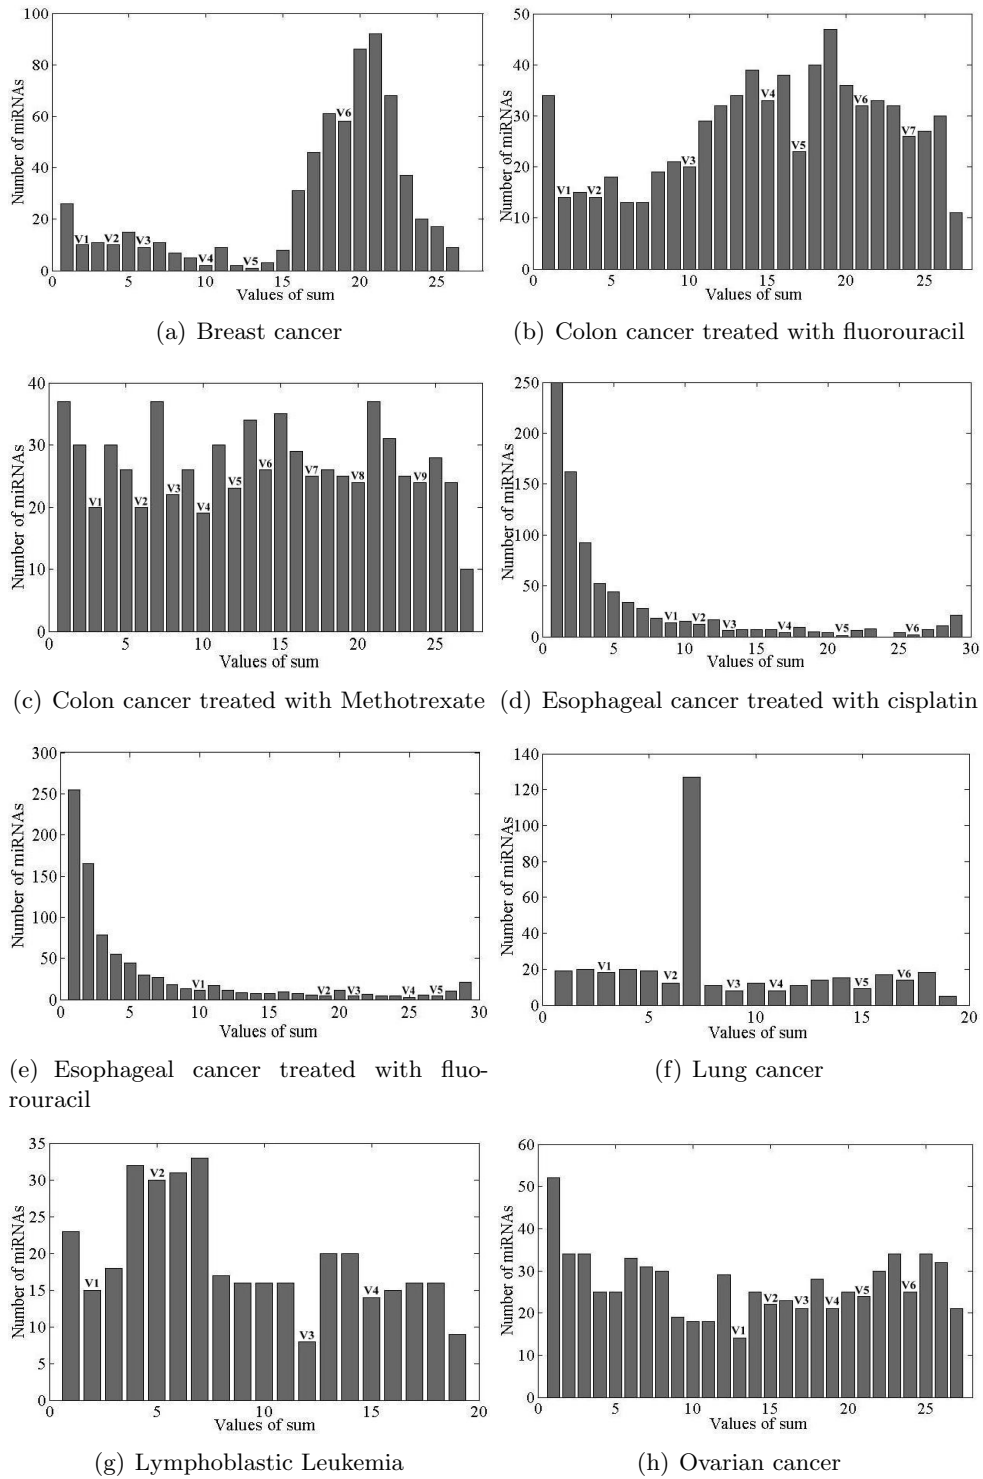 100
80
60
40
20
0
Number of miRNAs
V1 V2 V3 V4 V5 V6
0 5 10 15 20 25
Values of sum
(a) Breast cancer
50
40
30
20
10
0
Number of miRNAs
V1 V2 V3 V4 V5 V6 V7
0 5 10 15 20 25
Values of sum
(b) Colon cancer treated with fluorouracil
40
30
20
10
0
Number of miRNAs
V1 V2 V3 V4 V5 V6 V7 V8 V9
0 5 10 15 20 25
Values of sum
(c) Colon cancer treated with Methotrexate
250
200
150
100
50
0
Number of miRNAs
V1 V2 V3 V4 V5 V6
0 5 10 15 20 25 30
Values of sum
(d) Esophageal cancer treated with cisplatin
300
250
200
150
100
50
0
Number of miRNAs
V1 V2 V3 V4 V5
0 5 10 15 20 25 30
Values of sum
(e) Esophageal cancer treated with fluo-
rouracil
140
120
100
80
60
40
20
0
Number of miRNAs
V1 V2 V3 V4 V5 V6
0 5 10 15 20
Values of sum
(f) Lung cancer
35
30
25
20
15
10
5
0
Number of miRNAs
V1 V2 V3 V4
5 10 15 20
Values of sum
(g) Lymphoblastic Leukemia
60
50
40
30
20
10
0
Number of miRNAs
V1 V2 V3 V4 V5 V6
0 5 10 15 20 25
Values of sum
(h) Ovarian cancer